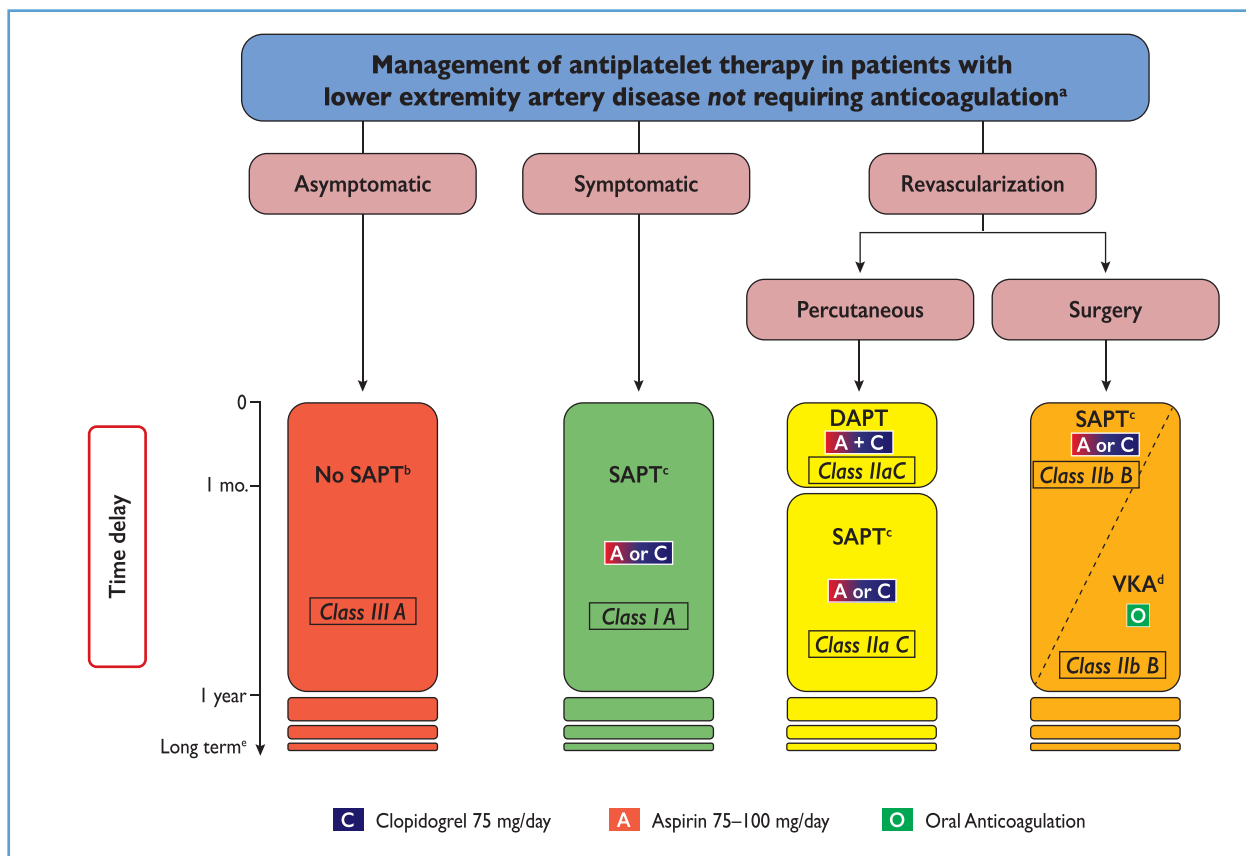 Management of antiplatelet therapy in patients with
lower extremity artery disease not requiring anticoagulationᵃ
Asymptomatic
Symptomatic
Revascularization
Percutaneous
Surgery
Time delay
0
1 mo.
1 year
Long termᵉ
No SAPTᵇ
Class III A
SAPTᶜ
A or C
Class I A
DAPT
A + C
Class IIaC
SAPTᶜ
A or C
Class IIa C
SAPTᶜ
A or C
Class IIb B
VKAᵈ
O
Class IIb B
C Clopidogrel 75 mg/day
A Aspirin 75–100 mg/day
O Oral Anticoagulation